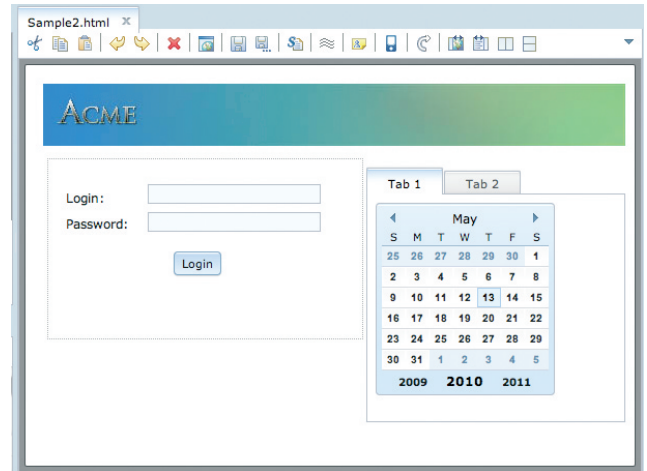 Sample2.html x
ACME
Login:
Password:
Login
Tab 1 Tab 2
May
S M T W T F S
25 26 27 28 29 30 1
2 3 4 5 6 7 8
9 10 11 12 13 14 15
16 17 18 19 20 21 22
23 24 25 26 27 28 29
30 31 1 2 3 4 5
2009 2010 2011